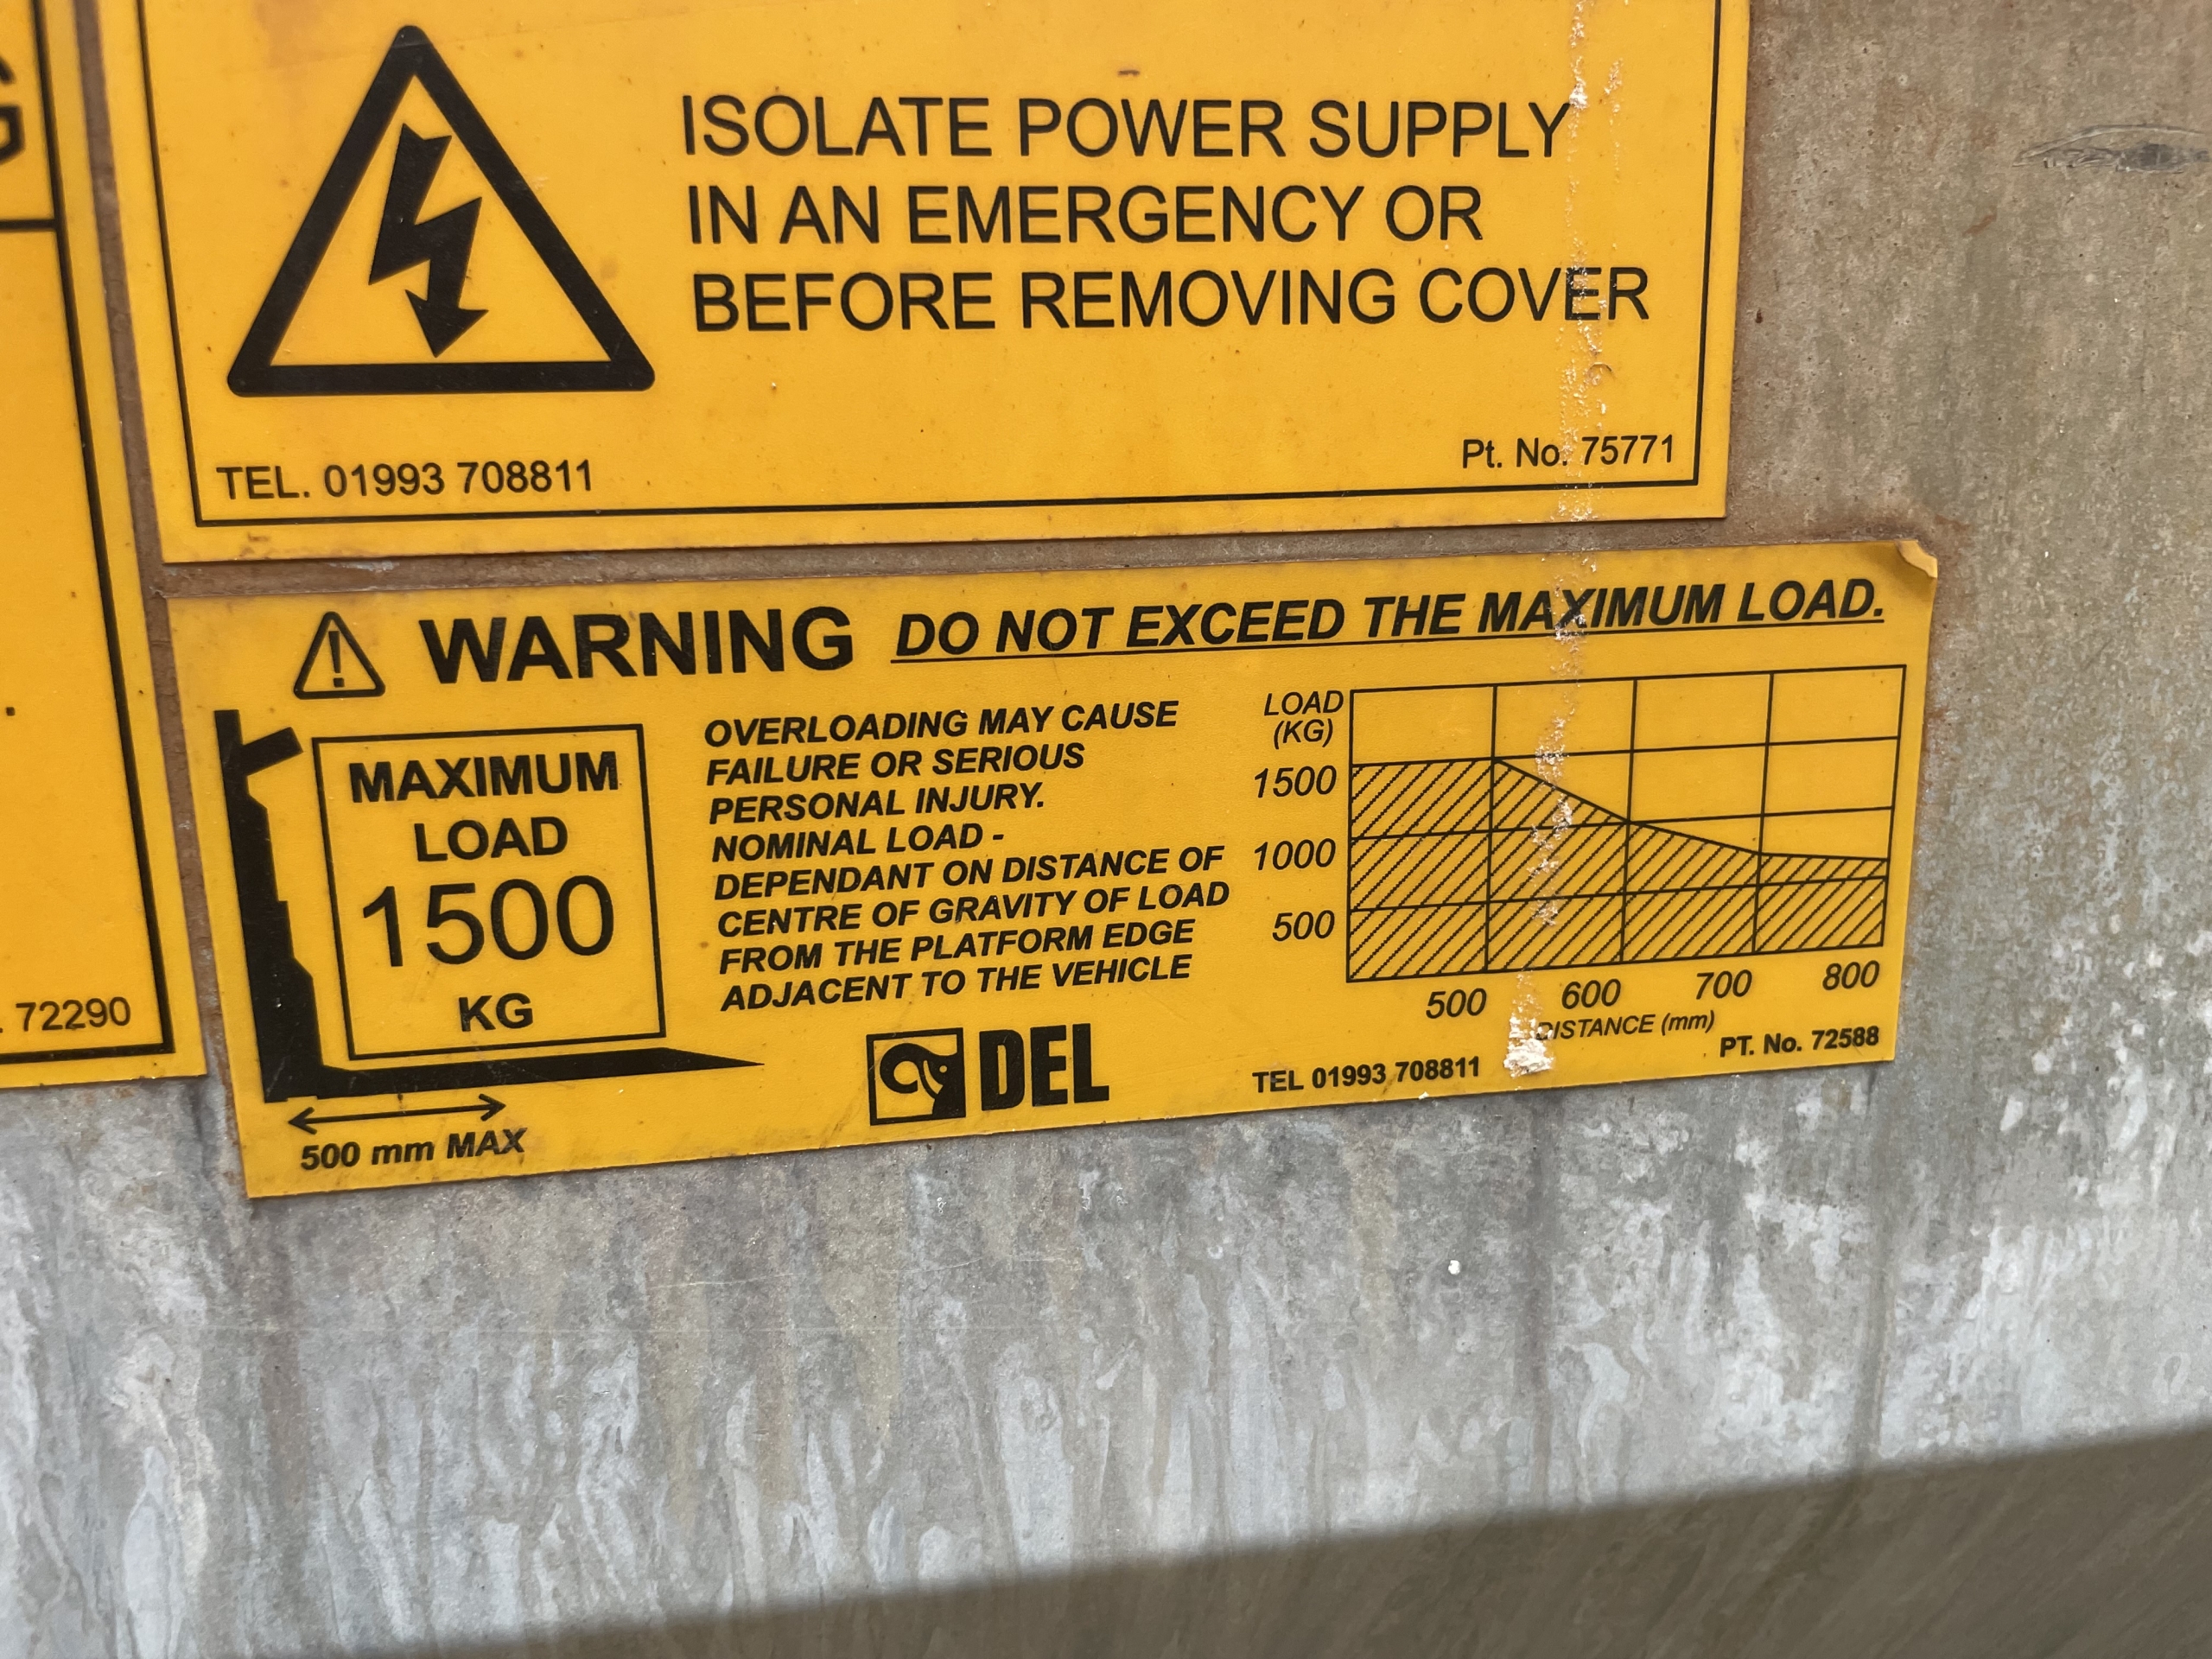 G
ISOLATE POWER SUPPLY
IN AN EMERGENCY OR
BEFORE REMOVING COVER
TEL. 01993 708811
Pt. No. 75771
72290
WARNING DO NOT EXCEED THE MAXIMUM LOAD.
MAXIMUM
LOAD
1500
KG
500 mm MAX
OVERLOADING MAY CAUSE
FAILURE OR SERIOUS
PERSONAL INJURY.
NOMINAL LOAD -
DEPENDANT ON DISTANCE OF
CENTRE OF GRAVITY OF LOAD
FROM THE PLATFORM EDGE
ADJACENT TO THE VEHICLE
DEL
LOAD
(KG)
1500
1000
500
500 600 700 800
DISTANCE (mm)
TEL 01993 708811
PT. No. 72588